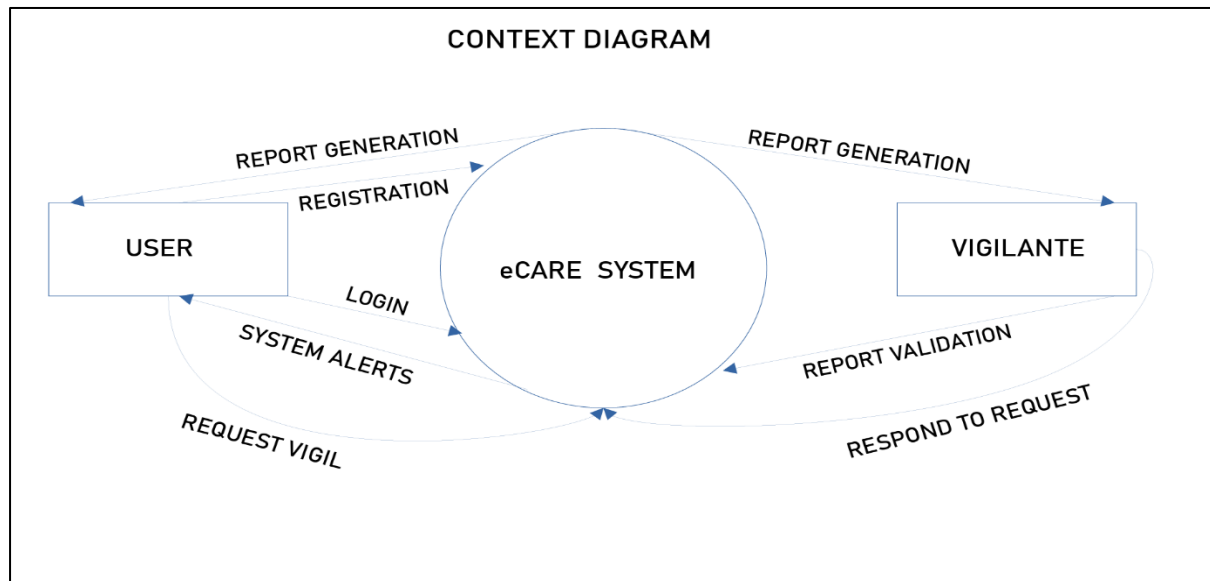 CONTEXT DIAGRAM
REPORT GENERATION
REPORT GENERATION
REGISTRATION
USER
eCARE SYSTEM
VIGILANTE
LOGIN
SYSTEM ALERTS
REPORT VALIDATION
REQUEST VIGIL
RESPOND TO REQUEST